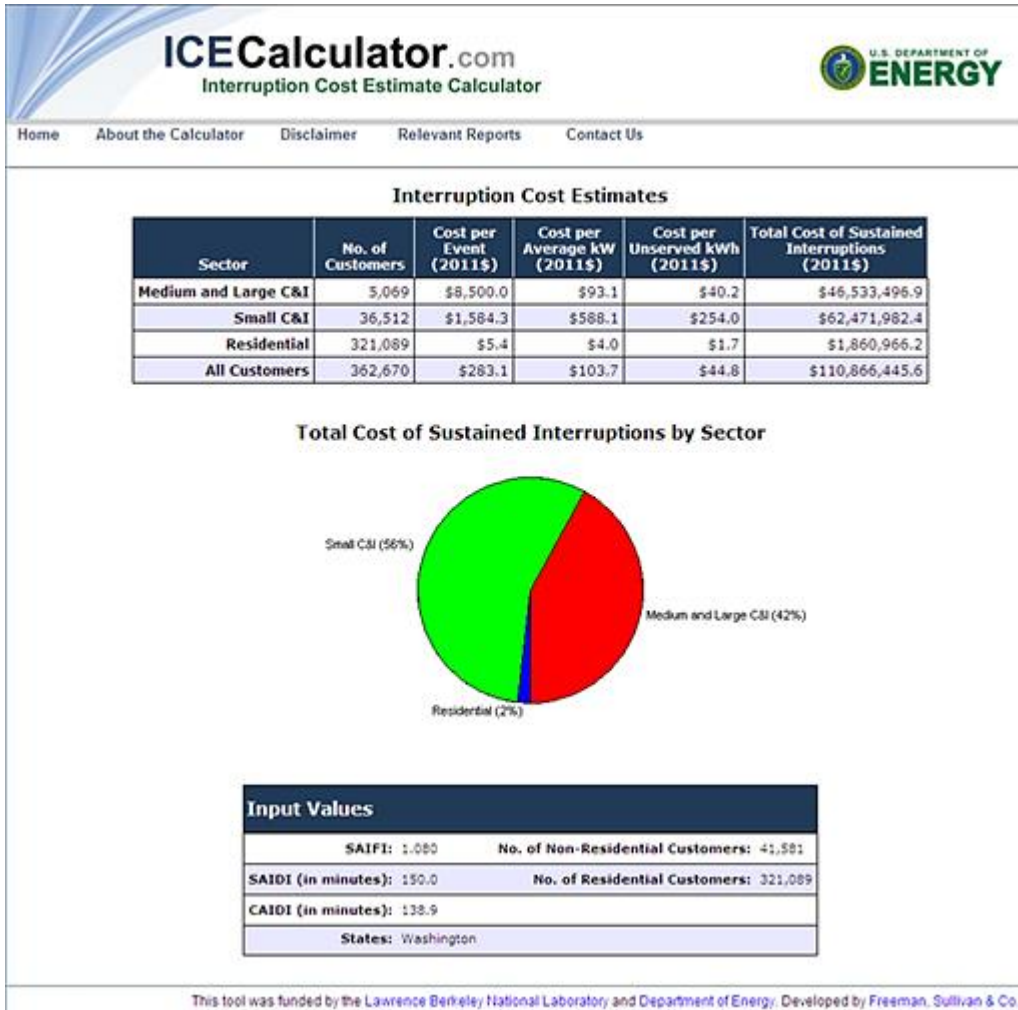 ICECalculator.com
Interruption Cost Estimate Calculator
U.S. DEPARTMENT OF
ENERGY
Home About the Calculator Disclaimer Relevant Reports Contact Us
Interruption Cost Estimates
Sector No. of Customers Cost per Event (2011$) Cost per Average kW (2011$) Cost per Unserved kWh (2011$) Total Cost of Sustained Interruptions (2011$)
Medium and Large C&I 5,069 $8,500.0 $93.1 $40.2 $46,533,496.9
Small C&I 36,512 $1,584.3 $588.1 $254.0 $62,471,982.4
Residential 321,089 $5.4 $4.0 $1.7 $1,860,966.2
All Customers 362,670 $283.1 $103.7 $44.8 $110,866,445.6
Total Cost of Sustained Interruptions by Sector
Small C&I (56%)
Medium and Large C&I (42%)
Residential (2%)
Input Values
SAIFI: 1.080 No. of Non-Residential Customers: 41,581
SAIDI (in minutes): 150.0 No. of Residential Customers: 321,089
CAIDI (in minutes): 138.9
States: Washington
This tool was funded by the Lawrence Berkeley National Laboratory and Department of Energy. Developed by Freeman, Sullivan & Co.